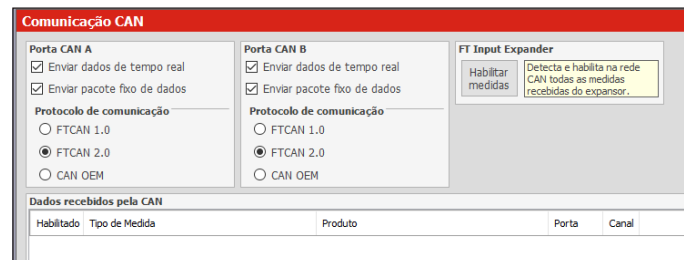 Comunicação CAN
Porta CAN A
Enviar dados de tempo real
Enviar pacote fixo de dados
Protocolo de comunicação
FTCAN 1.0
FTCAN 2.0
CAN OEM
Porta CAN B
Enviar dados de tempo real
Enviar pacote fixo de dados
Protocolo de comunicação
FTCAN 1.0
FTCAN 2.0
CAN OEM
FT Input Expander
Habilitar
medidas
Detecta e habilita na rede
CAN todas as medidas
recebidas do expansor.
Dados recebidos pela CAN
Habilitado Tipo de Medida Produto Porta Canal